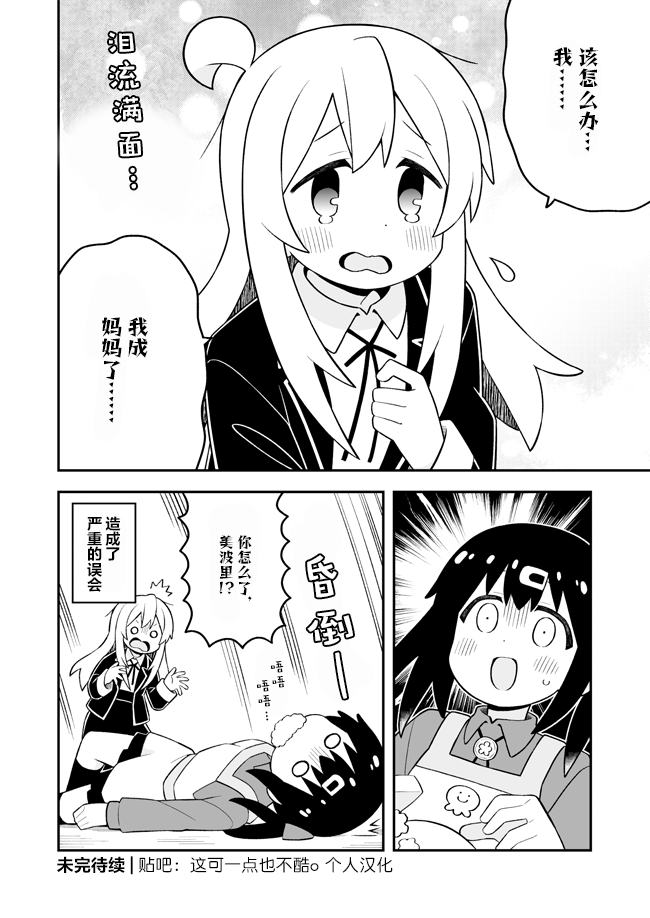 该怎么办…
我……
泪流满面…
我成
妈妈了……
昏倒—
你怎么了，
美波里!?
唔唔
唔唔…
造成了
严重的误会
未完待续 | 贴吧：这可一点也不酷。个人汉化